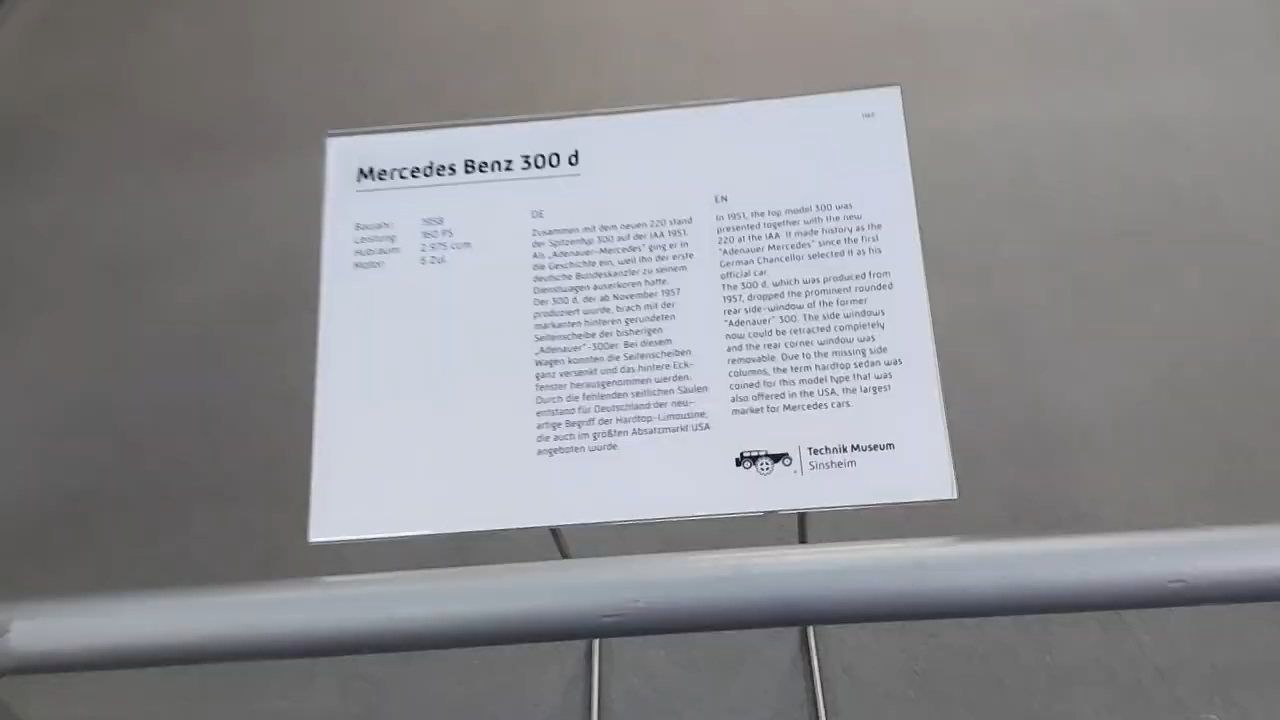 Mercedes Benz 300 d
Baujahr: 1958
Leistung: 160 PS
Hubraum: 2.975 ccm
Motor: 6 Zyl.
DE
Zusammen mit dem neuen 220 stand
der Spitzentyp 300 auf der IAA 1951.
Als „Adenauer-Mercedes“ ging er in
die Geschichte ein, weil ihn der erste
deutsche Bundeskanzler zu seinem
Dienstwagen auserkoren hatte.
Der 300 d, der ab November 1957
produziert wurde, brach mit der
markanten hinteren gerundeten
Seitenscheibe der bisherigen
„Adenauer“-300er. Bei diesem
Wagen konnten die Seitenscheiben
ganz versenkt und das hintere Eck-
fenster herausgenommen werden.
Durch die fehlenden seitlichen Säulen
entstand für Deutschland der neu-
artige Begriff der Hardtop-Limousine,
die auch im größten Absatzmarkt USA
angeboten wurde.
EN
In 1951, the top model 300 was
presented together with the new
220 at the IAA. It made history as the
"Adenauer Mercedes" since the first
German Chancellor selected it as his
official car.
The 300 d, which was produced from
1957, dropped the prominent rounded
rear side-window of the former
"Adenauer" 300. The side windows
now could be retracted completely
and the rear corner window was
removable. Due to the missing side
columns, the term hardtop sedan was
coined for this model type that was
also offered in the USA, the largest
market for Mercedes cars.
Technik Museum
Sinsheim